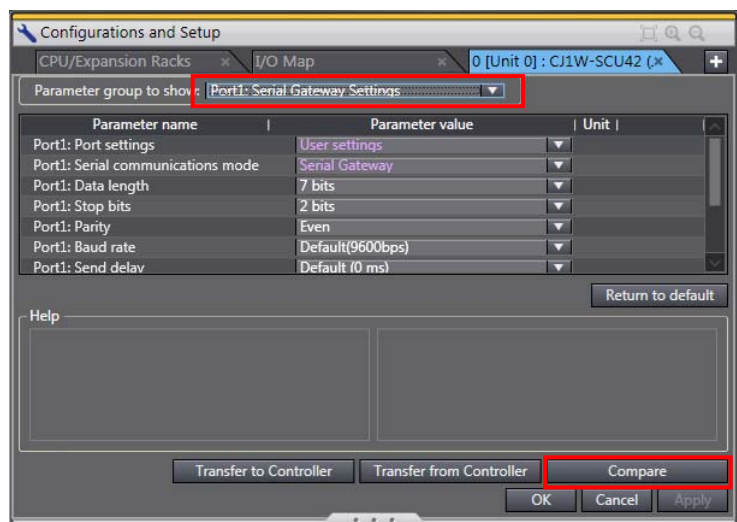 Configurations and Setup
CPU/Expansion Racks I/O Map 0 [Unit 0] : CJ1W-SCU42 (
Parameter group to show: Port1: Serial Gateway Settings
Parameter name | Parameter value | Unit |
Port1: Port settings User settings
Port1: Serial communications mode Serial Gateway
Port1: Data length 7 bits
Port1: Stop bits 2 bits
Port1: Parity Even
Port1: Baud rate Default(9600bps)
Port1: Send delay Default (0 ms)
Return to default
Help
Transfer to Controller Transfer from Controller Compare
OK Cancel Apply